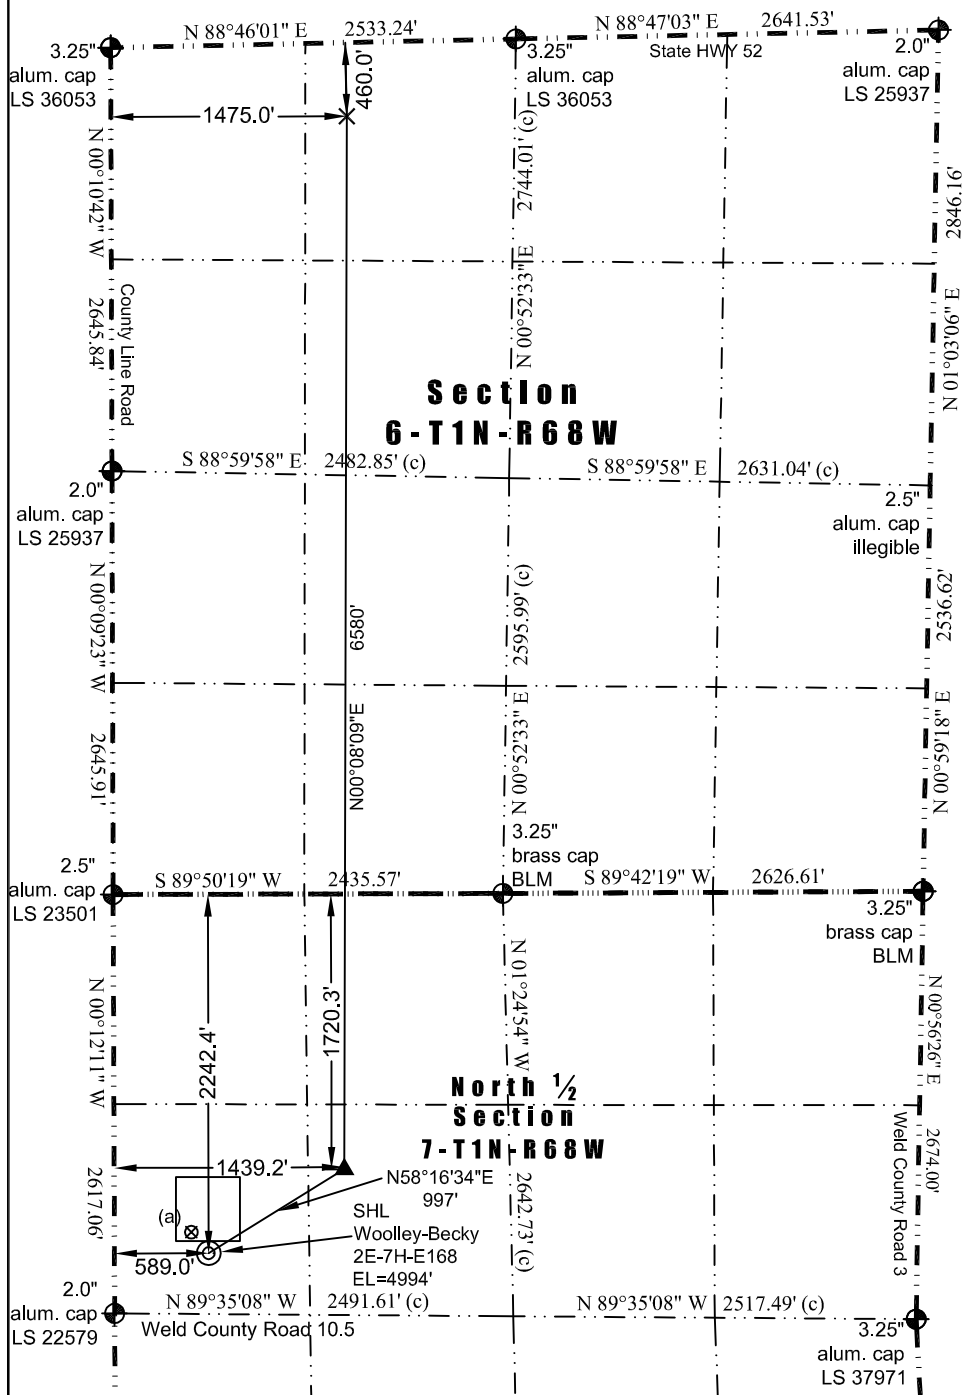 N 88°46'01" E 2533.24'
N 88°47'03" E 2641.53'
State HWY 52
3.25"
alum. cap
LS 36053
3.25"
alum. cap
LS 36053
2.0"
alum. cap
LS 25937
460.0'
1475.0'
N 00°10'42" W 2645.84'
County Line Road
2744.01' (c)
N 00°52'33" E
2846.16'
N 01°03'06" E
Section
6-T1N-R68W
S 88°59'58" E 2482.85' (c)
S 88°59'58" E 2631.04' (c)
2.0"
alum. cap
LS 25937
2.5"
alum. cap
illegible
N 00°09'23" W 2645.91'
6580'
N00°08'09"E
2595.99' (c)
N 00°52'33" E
2536.62'
N 00°59'18" E
3.25"
brass cap
BLM
2.5"
alum. cap
LS 23501
S 89°50'19" W 2435.57'
S 89°42'19" W 2626.61'
3.25"
brass cap
BLM
N 00°12'11" W 2617.06'
2242.4'
1720.3'
N 01°24'54" W
2642.73' (c)
N 00°56'26" E 2674.00'
Weld County Road 3
North ½
Section
7-T1N-R68W
1439.2'
N58°16'34"E
997'
(a)
SHL
Woolley-Becky
2E-7H-E168
EL=4994'
589.0'
2.0"
alum. cap
LS 22579
N 89°35'08" W 2491.61' (c)
N 89°35'08" W 2517.49' (c)
Weld County Road 10.5
3.25"
alum. cap
LS 37971